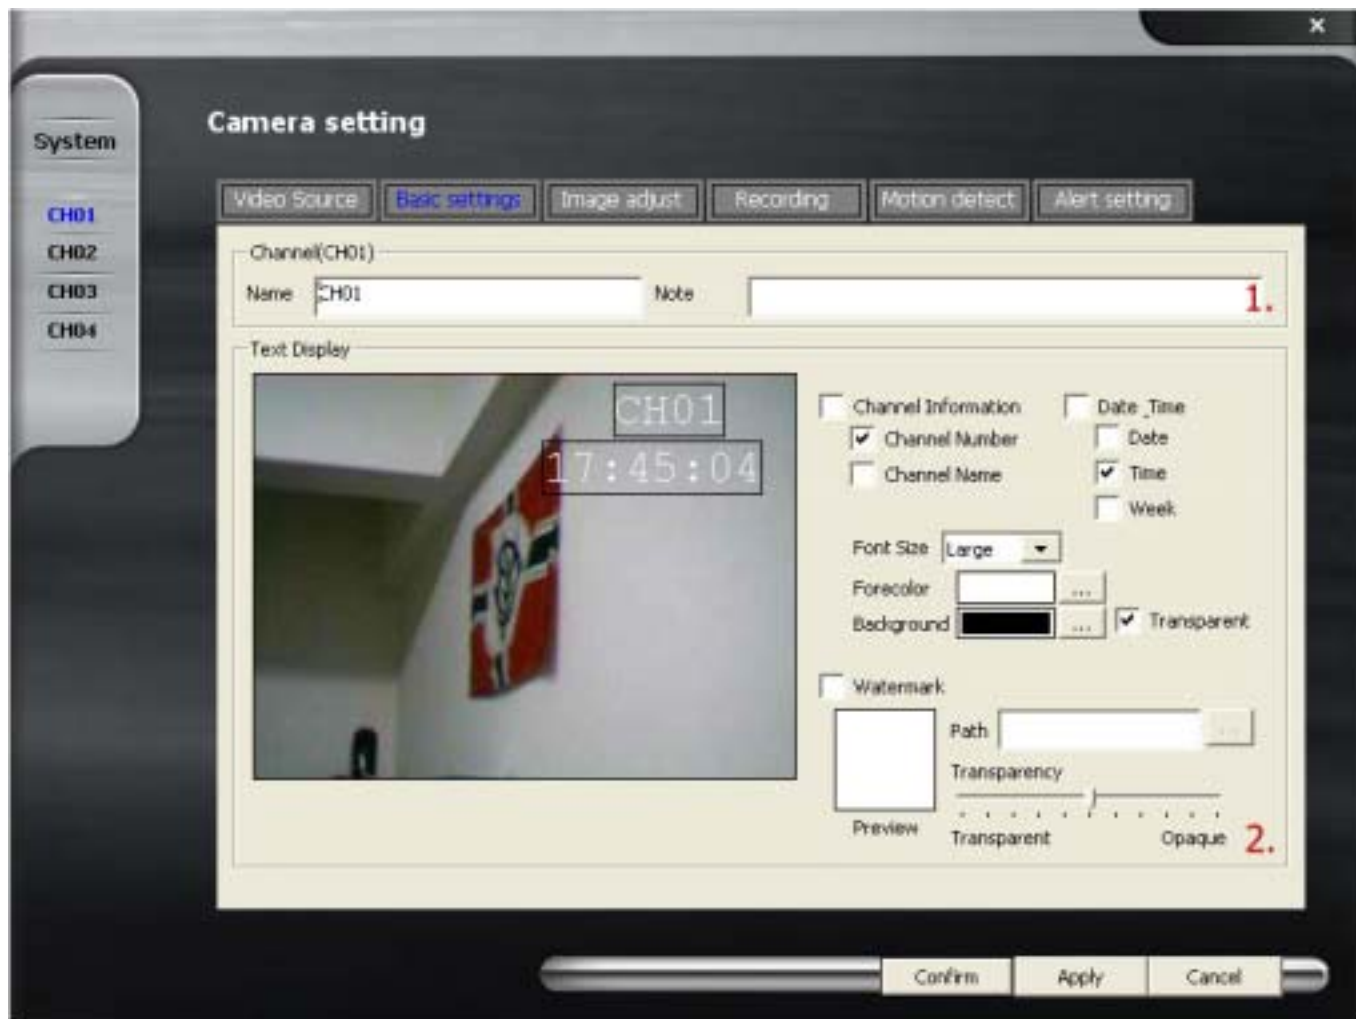 ×
Camera setting
System
CH01
CH02
CH03
CH04
Video Source Basic settings Image adjust Recording Motion detect Alert setting
Channel(CH01)
Name CH01 Note 1.
Text Display
CH01
17:45:04
Channel Information Date_Time
Channel Number Date
Channel Name Time
Week
Font Size Large
Forecolor ...
Background ... Transparent
Watermark
Path ...
Transparency
Preview
Transparent Opaque 2.
Confirm Apply Cancel